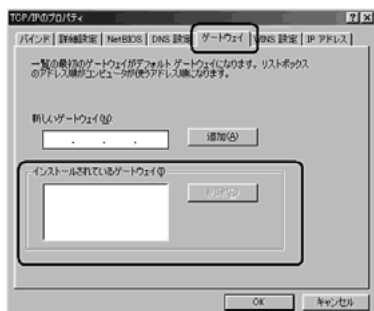 TCP/IPのプロパティ
バインド 詳細設定 NetBIOS DNS 設定 ゲートウェイ WINS 設定 IP アドレス
一覧の最初のゲートウェイがデフォルト ゲートウェイになります。リストボックス
のアドレス順がコンピュータが使うアドレス順になります。
新しいゲートウェイ(N):
追加(A)
インストールされているゲートウェイ(I)
削除(R)
OK キャンセル